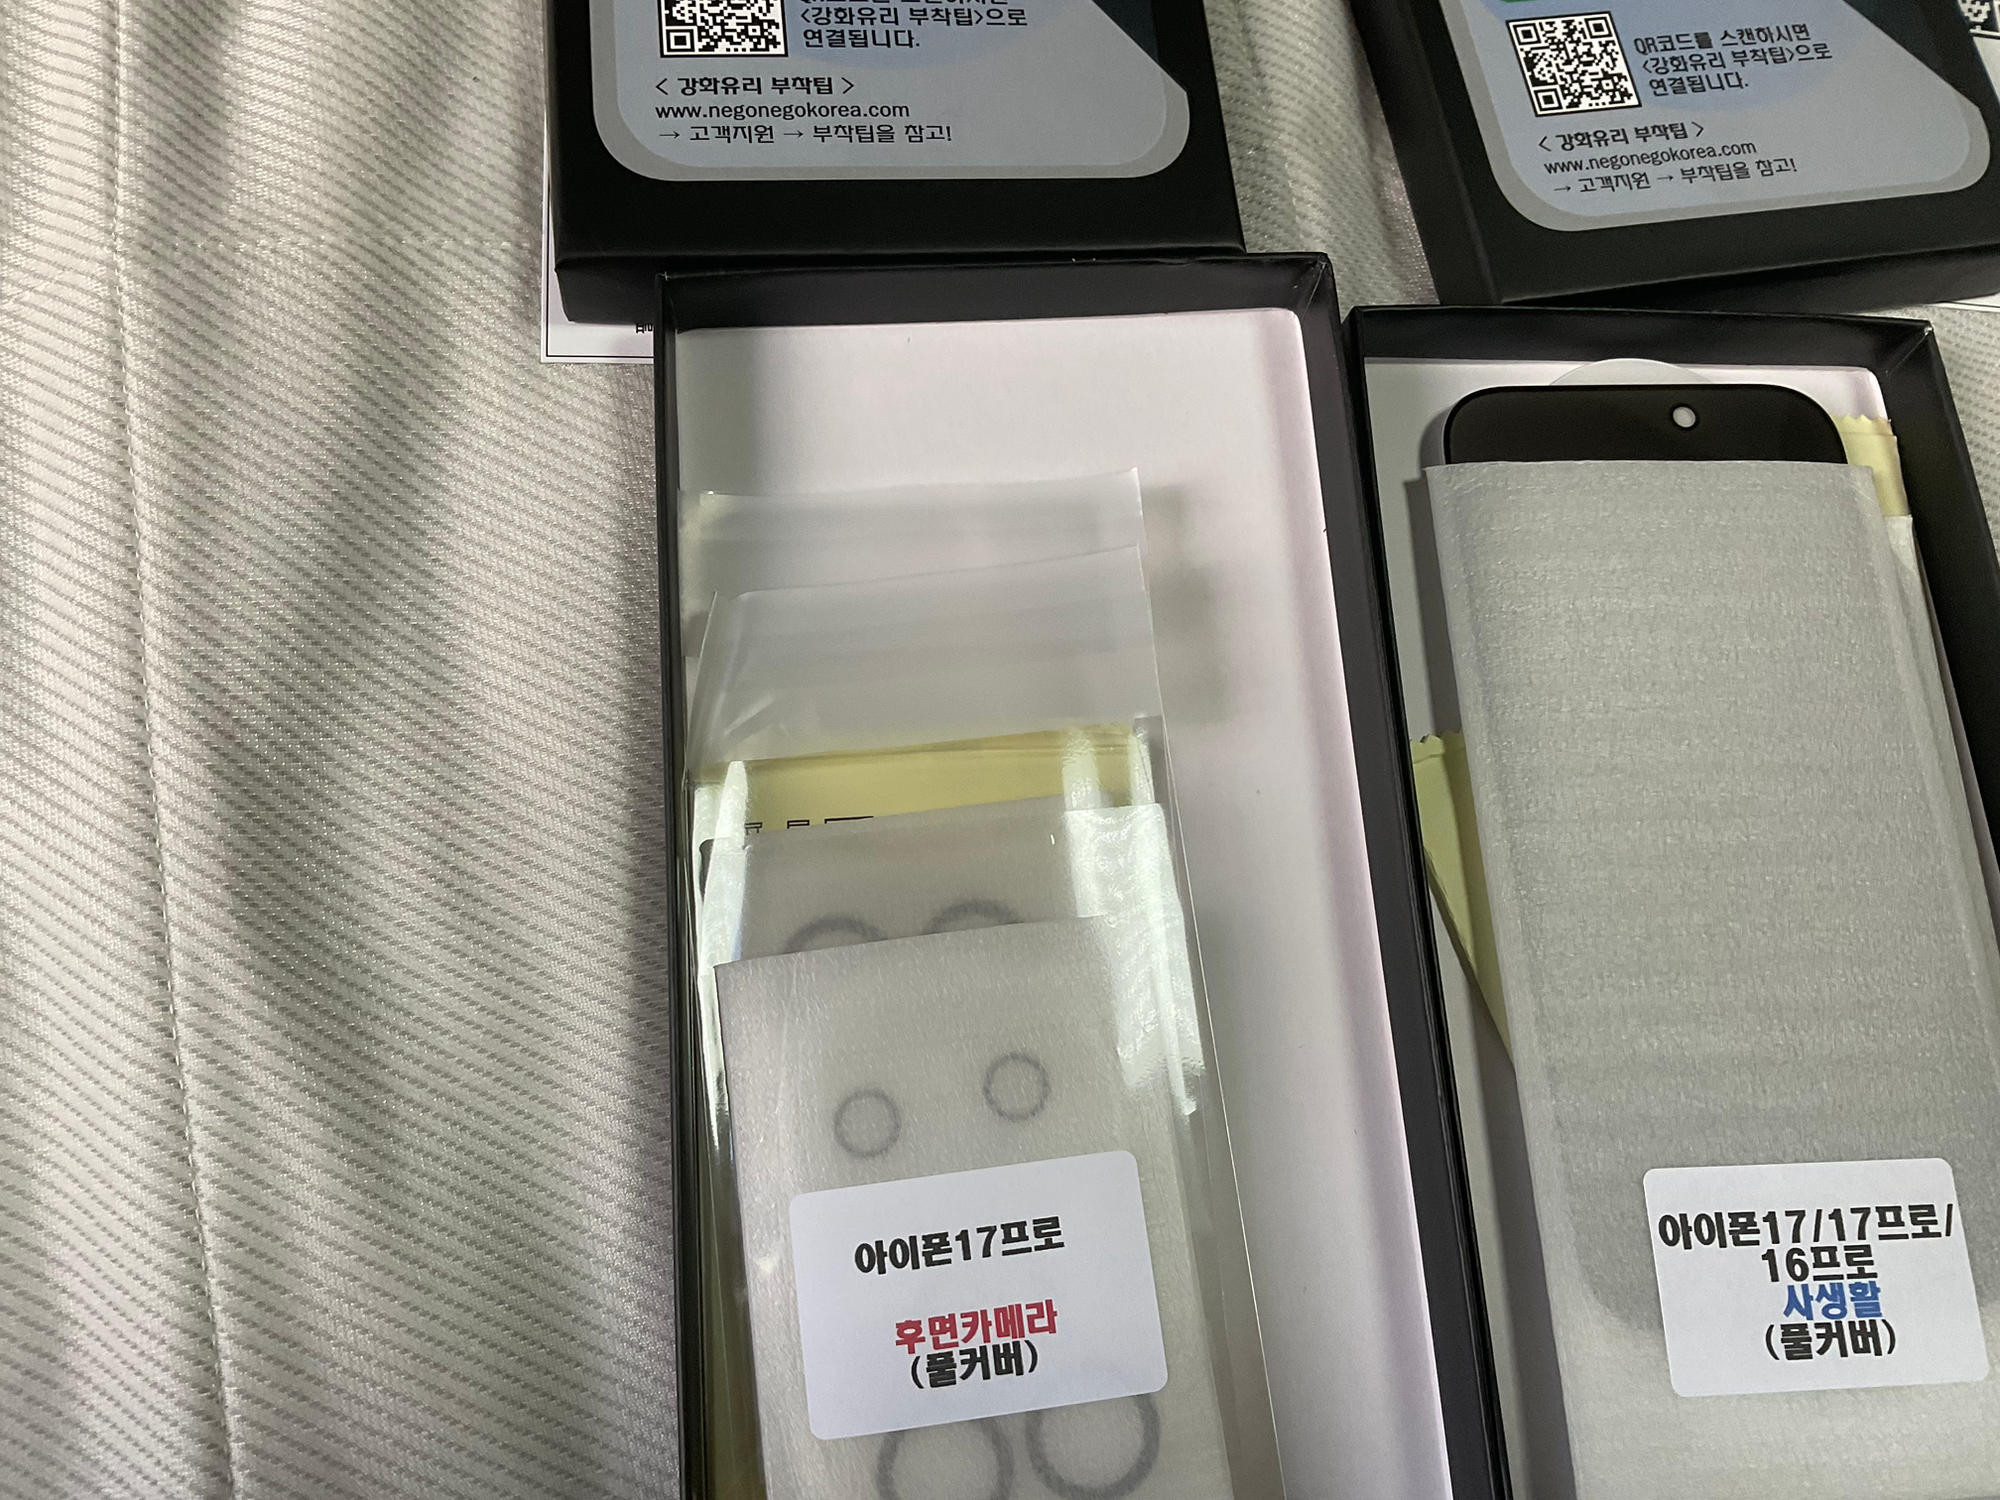 <강화유리 부착팁>으로
연결됩니다.
< 강화유리 부착팁 >
www.negonegokorea.com
→ 고객지원 → 부착팁을 참고!
QR코드를 스캔하시면
<강화유리 부착팁>으로
연결됩니다.
< 강화유리 부착팁 >
www.negonegokorea.com
→ 고객지원 → 부착팁을 참고!
아이폰17프로
후면카메라
(풀커버)
아이폰17/17프로/
16프로
사생활
(풀커버)